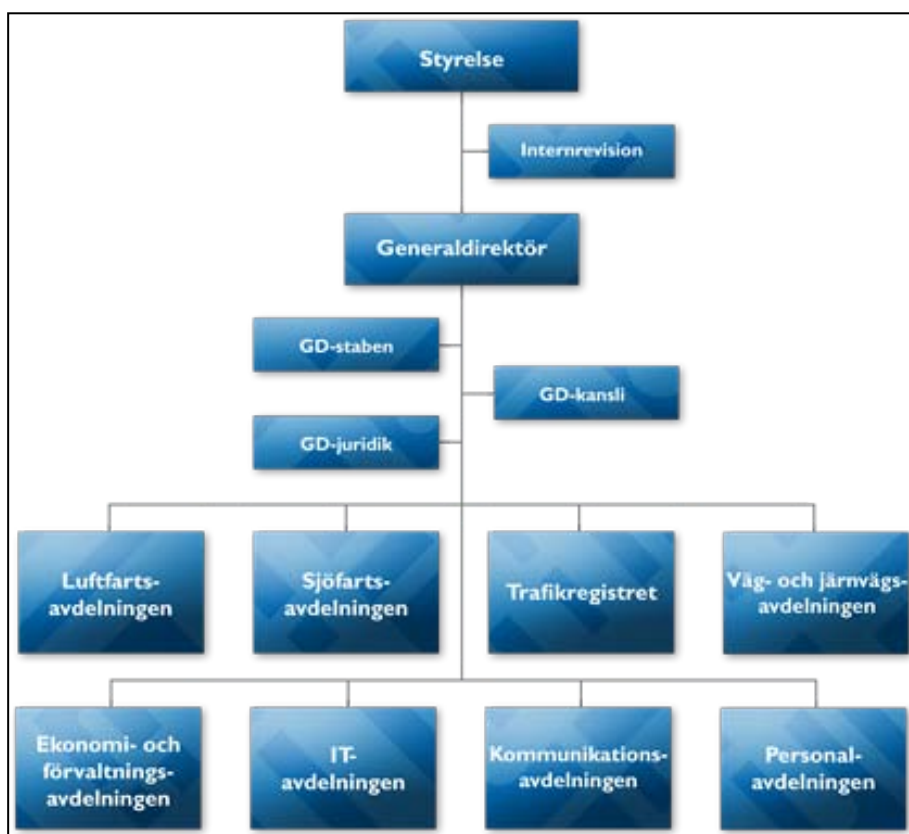 Styrelse
Internrevision
Generaldirektör
GD-staben
GD-kansli
GD-juridik
Luftfarts-
avdelningen
Sjöfarts-
avdelningen
Trafikregistret
Väg- och järnvägs-
avdelningen
Ekonomi- och
förvaltnings-
avdelningen
IT-
avdelningen
Kommunikations-
avdelningen
Personal-
avdelningen